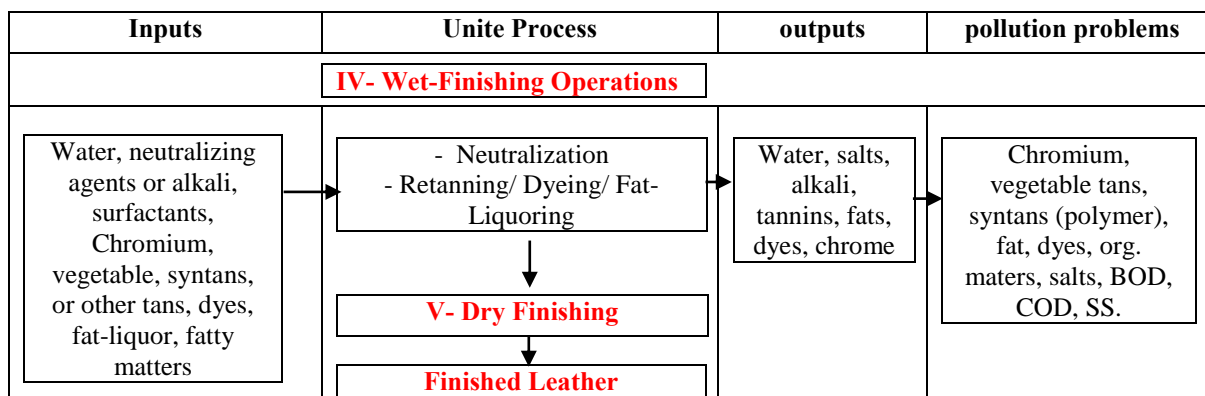 Inputs
Unite Process
outputs
pollution problems
IV- Wet-Finishing Operations
Water, neutralizing
agents or alkali,
surfactants,
Chromium,
vegetable, syntans,
or other tans, dyes,
fat-liquor, fatty
matters
- Neutralization
- Retanning/ Dyeing/ Fat-
Liquoring
V- Dry Finishing
Finished Leather
Water, salts,
alkali,
tannins, fats,
dyes, chrome
Chromium,
vegetable tans,
syntans (polymer),
fat, dyes, org.
maters, salts, BOD,
COD, SS.